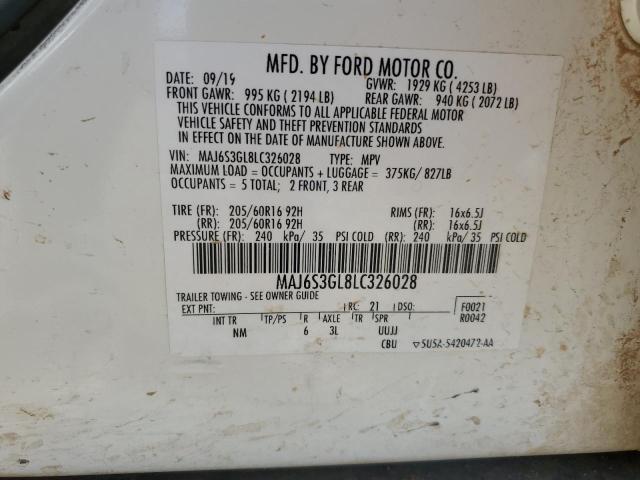 MFD. BY FORD MOTOR CO.
DATE: 09/19 GVWR: 1929 KG ( 4253 LB)
FRONT GAWR: 995 KG ( 2194 LB) REAR GAWR: 940 KG ( 2072 LB)
THIS VEHICLE CONFORMS TO ALL APPLICABLE FEDERAL MOTOR
VEHICLE SAFETY AND THEFT PREVENTION STANDARDS
IN EFFECT ON THE DATE OF MANUFACTURE SHOWN ABOVE.
VIN: MAJ6S3GL8LC326028 TYPE: MPV
MAXIMUM LOAD = OCCUPANTS + LUGGAGE = 375KG/ 827LB
OCCUPANTS = 5 TOTAL; 2 FRONT, 3 REAR
TIRE (FR): 205/60R16 92H RIMS (FR): 16x6.5J
(RR): 205/60R16 92H (RR): 16x6.5J
PRESSURE (FR): 240 kPa/ 35 PSI COLD (RR): 240 kPa/ 35 PSI COLD
MAJ6S3GL8LC326028
TRAILER TOWING - SEE OWNER GUIDE
EXT PNT: RC: 21 DSO: F0021
R0042
INT TR TP/PS R AXLE TR SPR
NM 6 3L UUJJ
CBU 5U5A-5420472-AA